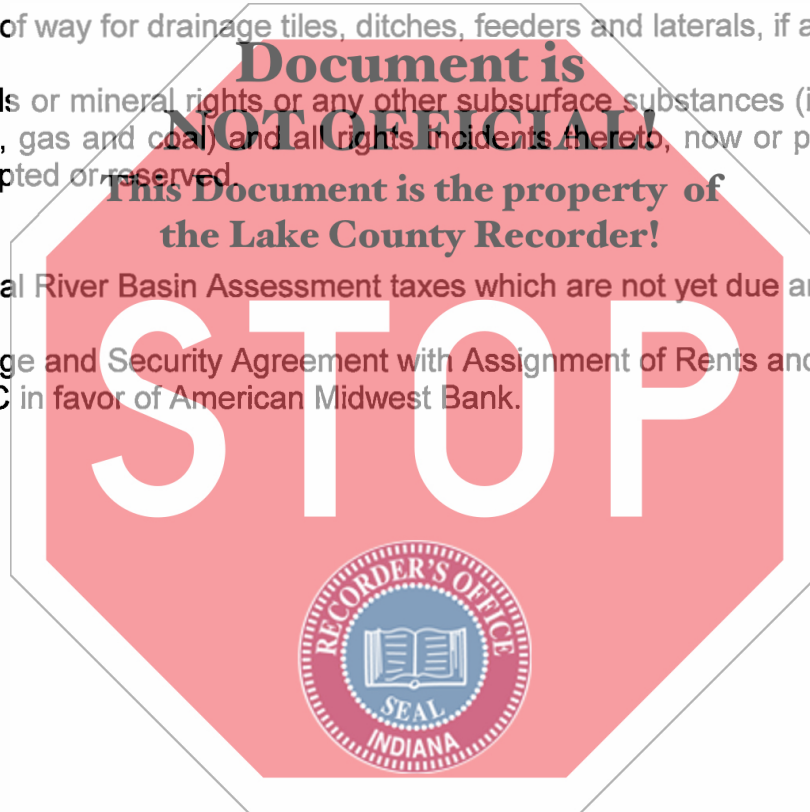 of way for drainage tiles, ditches, feeders and laterals, if a
Document is
ls or mineral rights or any other subsurface substances (i
NOT OFFICIAL!
, gas and coal) and all rights incidents thereto, now or p
pted or reserved.
This Document is the property of
the Lake County Recorder!
al River Basin Assessment taxes which are not yet due a
STOP
ge and Security Agreement with Assignment of Rents and
C in favor of American Midwest Bank.
RECORDER'S OFFICE
SEAL
INDIANA